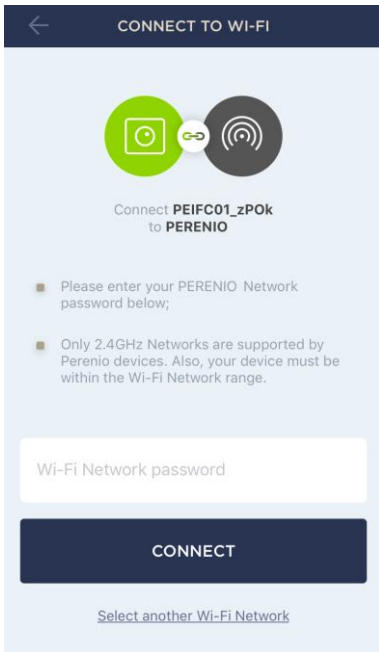 CONNECT TO WI-FI
Connect PEIFC01_zPOk
to PERENIO
Please enter your PERENIO Network
password below;
Only 2.4GHz Networks are supported by
Perenio devices. Also, your device must be
within the Wi-Fi Network range.
Wi-Fi Network password
CONNECT
Select another Wi-Fi Network